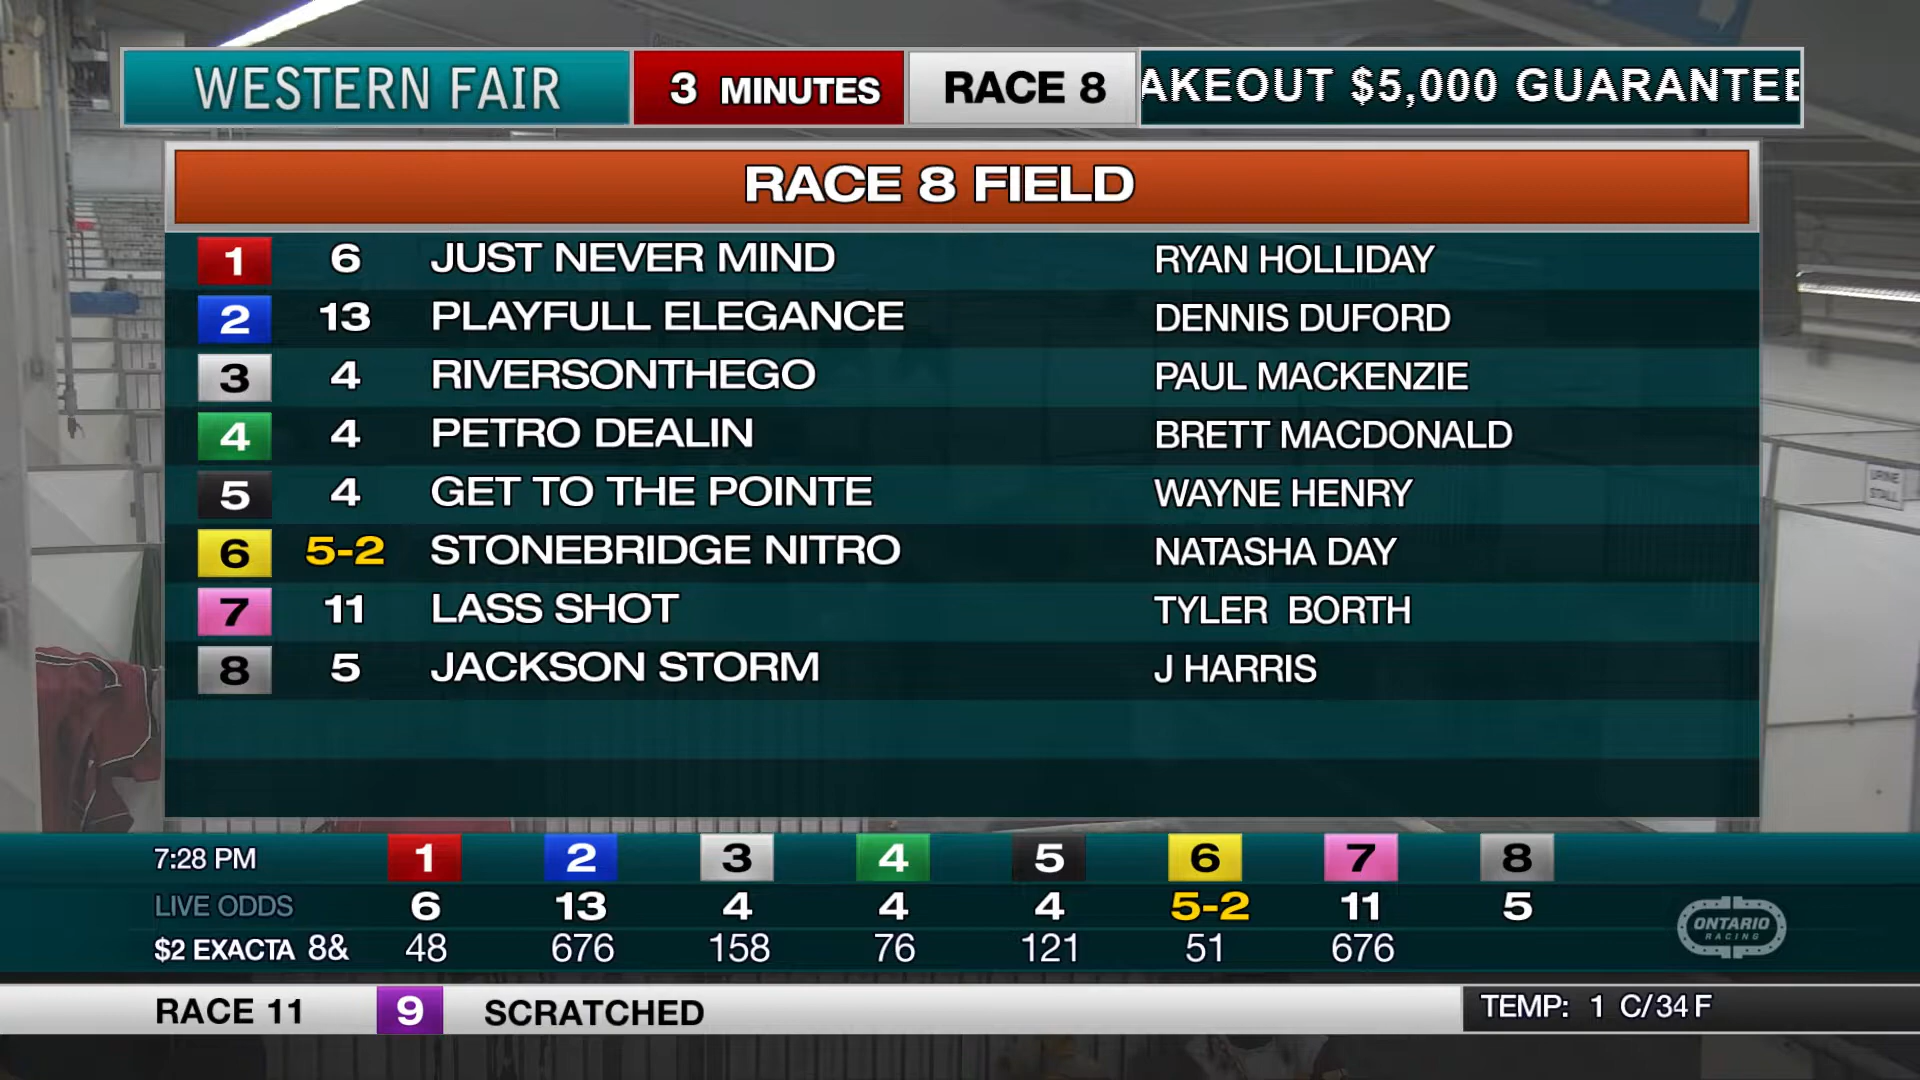 WESTERN FAIR 3 MINUTES RACE 8 AKEOUT $5,000 GUARANTEE
RACE 8 FIELD
1 6 JUST NEVER MIND RYAN HOLLIDAY
2 13 PLAYFULL ELEGANCE DENNIS DUFORD
3 4 RIVERSONTHEGO PAUL MACKENZIE
4 4 PETRO DEALIN BRETT MACDONALD
5 4 GET TO THE POINTE WAYNE HENRY
6 5-2 STONEBRIDGE NITRO NATASHA DAY
7 11 LASS SHOT TYLER BORTH
8 5 JACKSON STORM J HARRIS
URINE
STALL
7:28 PM 1 2 3 4 5 6 7 8
LIVE ODDS 6 13 4 4 4 5-2 11 5
$2 EXACTA 8& 48 676 158 76 121 51 676
ONTARIO
RACING
RACE 11 9 SCRATCHED TEMP: 1 C/34 F